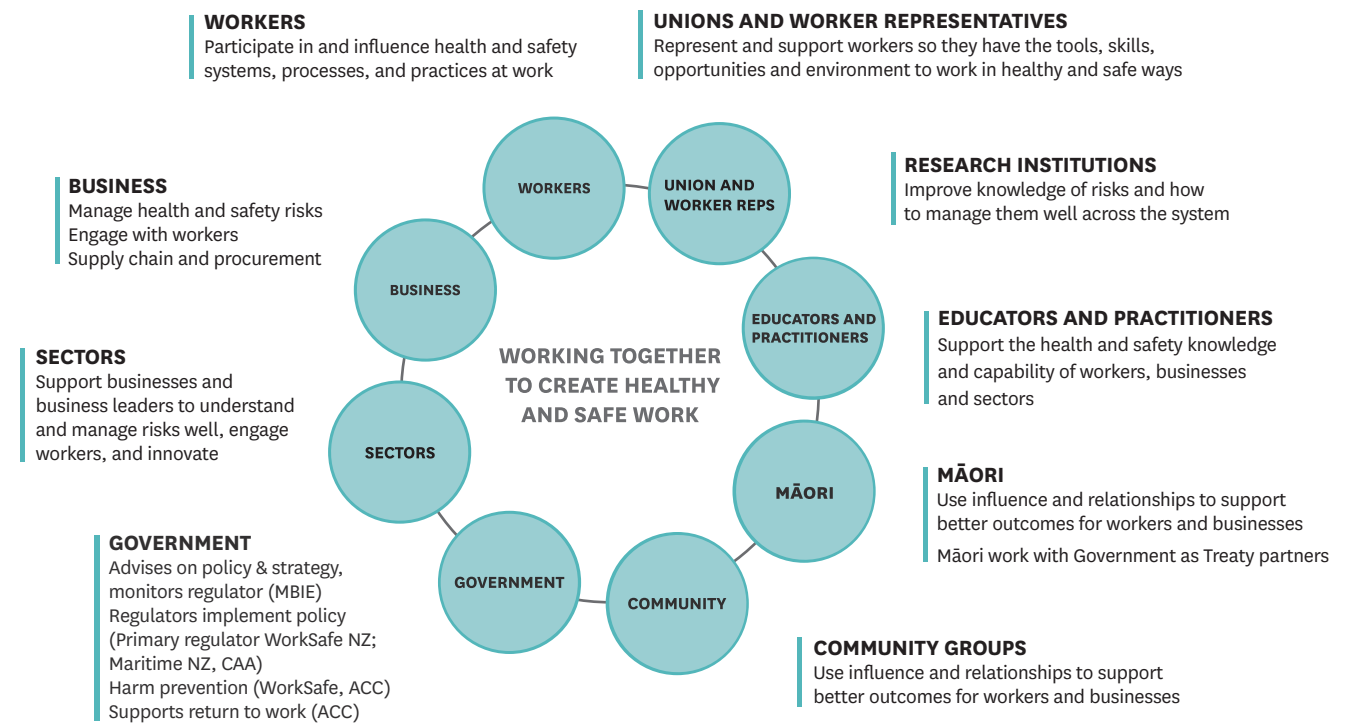 WORKERS
Participate in and influence health and safety
systems, processes, and practices at work
UNIONS AND WORKER REPRESENTATIVES
Represent and support workers so they have the tools, skills,
opportunities and environment to work in healthy and safe ways
BUSINESS
Manage health and safety risks
Engage with workers
Supply chain and procurement
RESEARCH INSTITUTIONS
Improve knowledge of risks and how
to manage them well across the system
SECTORS
Support businesses and
business leaders to understand
and manage risks well, engage
workers, and innovate
EDUCATORS AND PRACTITIONERS
Support the health and safety knowledge
and capability of workers, businesses
and sectors
GOVERNMENT
Advises on policy & strategy,
monitors regulator (MBIE)
Regulators implement policy
(Primary regulator WorkSafe NZ;
Maritime NZ, CAA)
Harm prevention (WorkSafe, ACC)
Supports return to work (ACC)
MĀORI
Use influence and relationships to support
better outcomes for workers and businesses
Māori work with Government as Treaty partners
COMMUNITY GROUPS
Use influence and relationships to support
better outcomes for workers and businesses
WORKERS
UNION AND
WORKER REPS
EDUCATORS AND
PRACTITIONERS
MĀORI
COMMUNITY
GOVERNMENT
SECTORS
BUSINESS
WORKING TOGETHER
TO CREATE HEALTHY
AND SAFE WORK